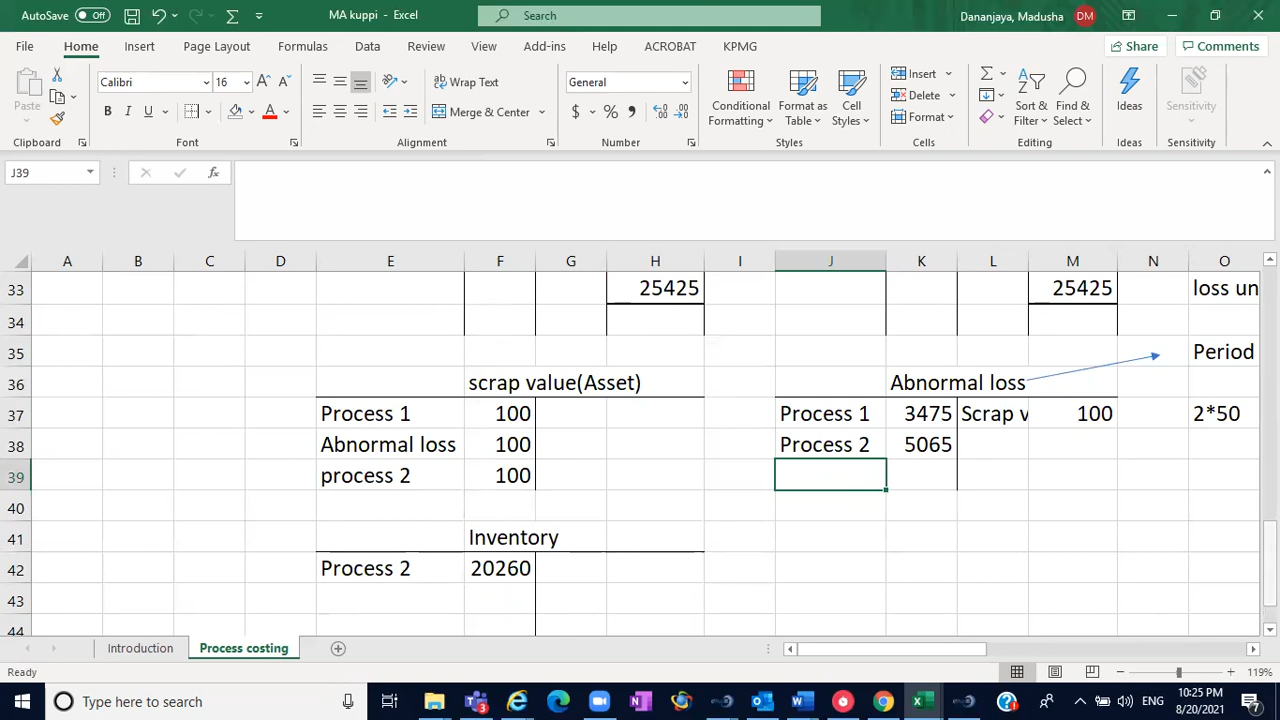 AutoSave Off MA kuppi - Excel Search Dananjaya, Madusha DM
File Home Insert Page Layout Formulas Data Review View Add-ins Help ACROBAT KPMG Share Comments
Paste Calibri 16 Wrap Text General Conditional Formatting Format as Table Cell Styles Insert Sort & Filter Find & Select Ideas Sensitivity
B I U A Merge & Center $ % Delete
Format
Clipboard Font Alignment Number Styles Cells Editing Ideas Sensitivity
J39 fx
A B C D E F G H I J K L M N O
33 25425 25425 loss un
34
35 Period
36 scrap value(Asset) Abnormal loss
37 Process 1 100 Process 1 3475 Scrap v 100 2*50
38 Abnormal loss 100 Process 2 5065
39 process 2 100
40
41 Inventory
42 Process 2 20260
43
44
Introduction Process costing
Ready 119%
Type here to search 3 ENG 10:25 PM 8/20/2021 7